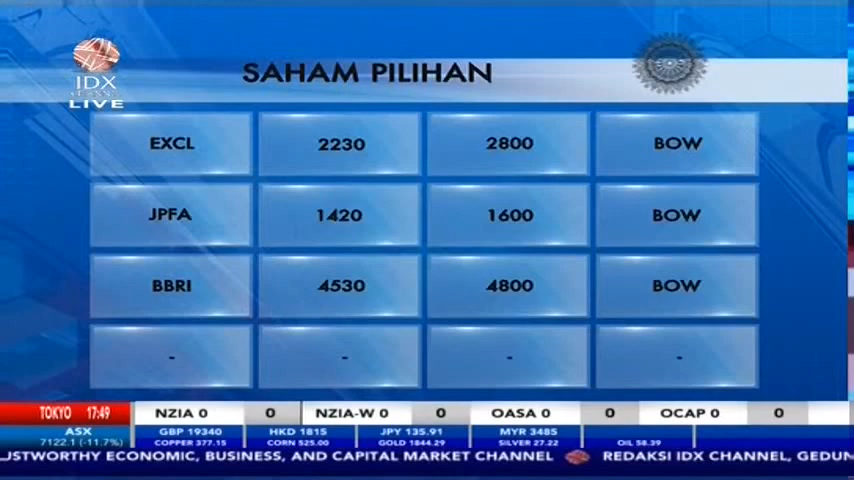 IDX
LIVE
SAHAM PILIHAN
EXCL 2230 2800 BOW
JPFA 1420 1600 BOW
BBRI 4530 4800 BOW
- - - -
TOKYO 17:49 NZIA 0 0 NZIA-W 0 0 OASA 0 0 OCAP 0 0
ASX GBP 19340 HKD 1815 JPY 135.91 MYR 3485
7122.1 (-11.7%) COPPER 377.15 CORN 525.00 GOLD 1844.29 SILVER 27.22 OIL 58.39
USTWORTHY ECONOMIC, BUSINESS, AND CAPITAL MARKET CHANNEL REDAKSI IDX CHANNEL, GEDUN